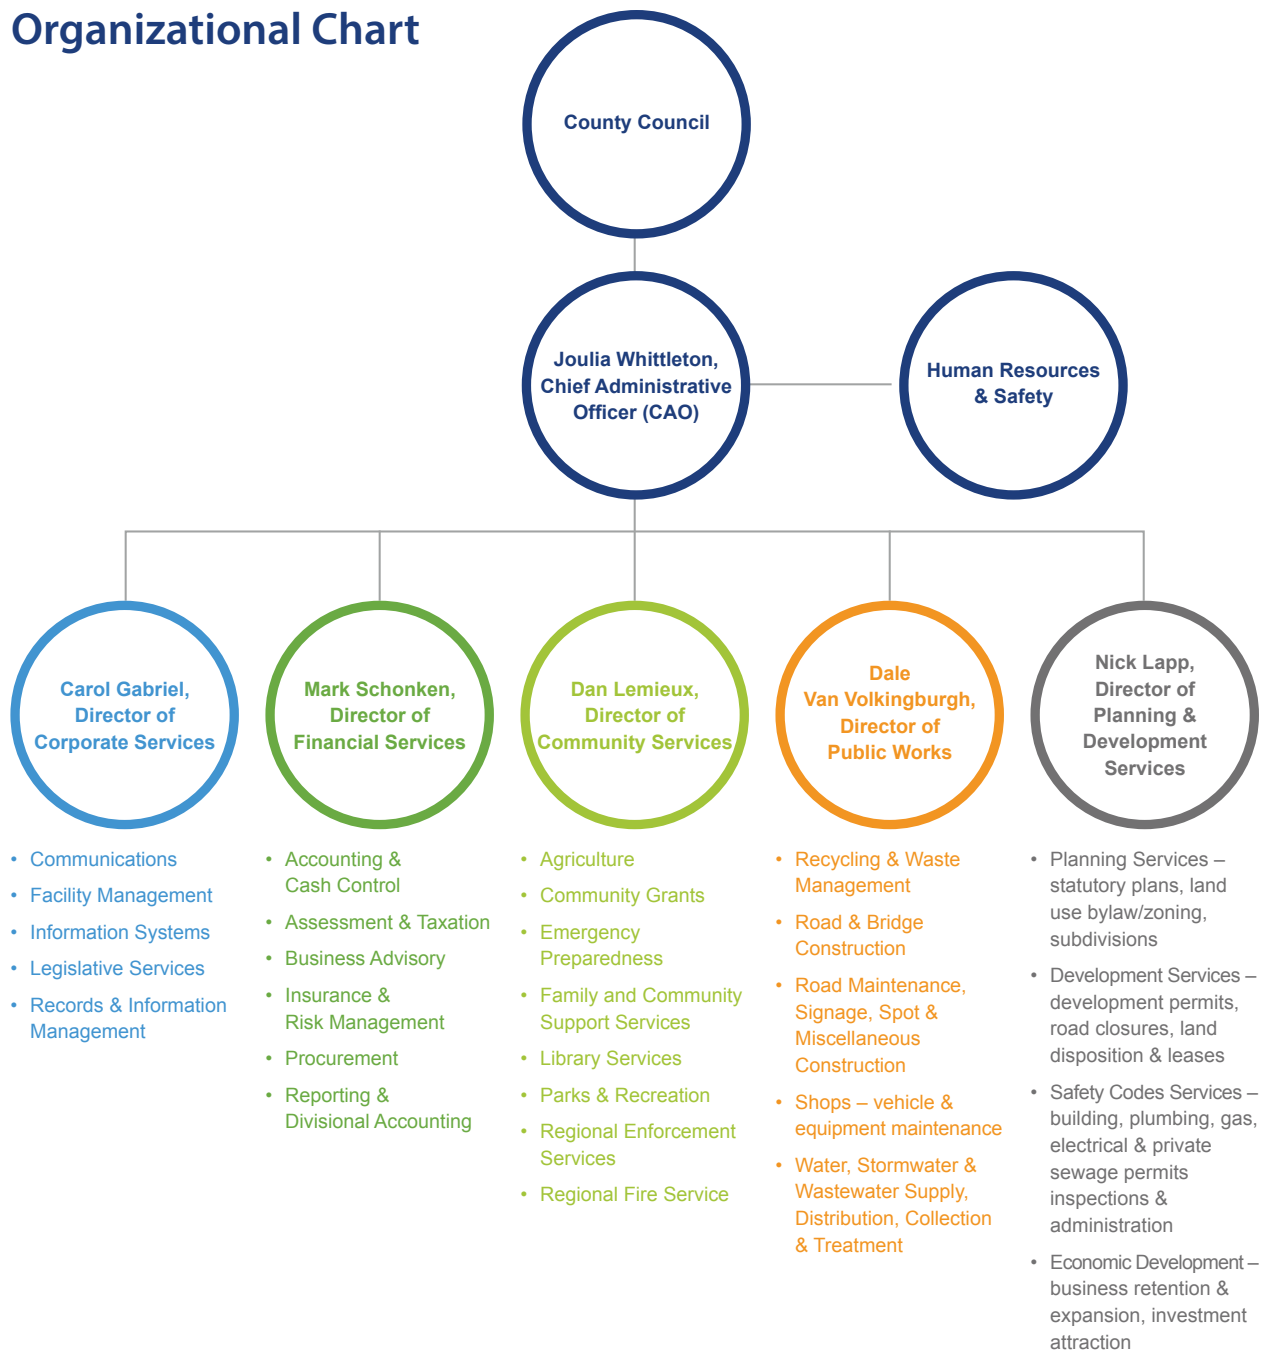 Organizational Chart
County Council
Joulia Whittleton,
Chief Administrative
Officer (CAO)
Human Resources
& Safety
Carol Gabriel,
Director of
Corporate Services
Mark Schonken,
Director of
Financial Services
Dan Lemieux,
Director of
Community Services
Dale
Van Volkingburgh,
Director of
Public Works
Nick Lapp,
Director of
Planning &
Development
Services
• Communications
• Facility Management
• Information Systems
• Legislative Services
• Records & Information
Management
• Accounting &
Cash Control
• Assessment & Taxation
• Business Advisory
• Insurance &
Risk Management
• Procurement
• Reporting &
Divisional Accounting
• Agriculture
• Community Grants
• Emergency
Preparedness
• Family and Community
Support Services
• Library Services
• Parks & Recreation
• Regional Enforcement
Services
• Regional Fire Service
• Recycling & Waste
Management
• Road & Bridge
Construction
• Road Maintenance,
Signage, Spot &
Miscellaneous
Construction
• Shops – vehicle &
equipment maintenance
• Water, Stormwater &
Wastewater Supply,
Distribution, Collection
& Treatment
• Planning Services –
statutory plans, land
use bylaw/zoning,
subdivisions
• Development Services –
development permits,
road closures, land
disposition & leases
• Safety Codes Services –
building, plumbing, gas,
electrical & private
sewage permits
inspections &
administration
• Economic Development –
business retention &
expansion, investment
attraction